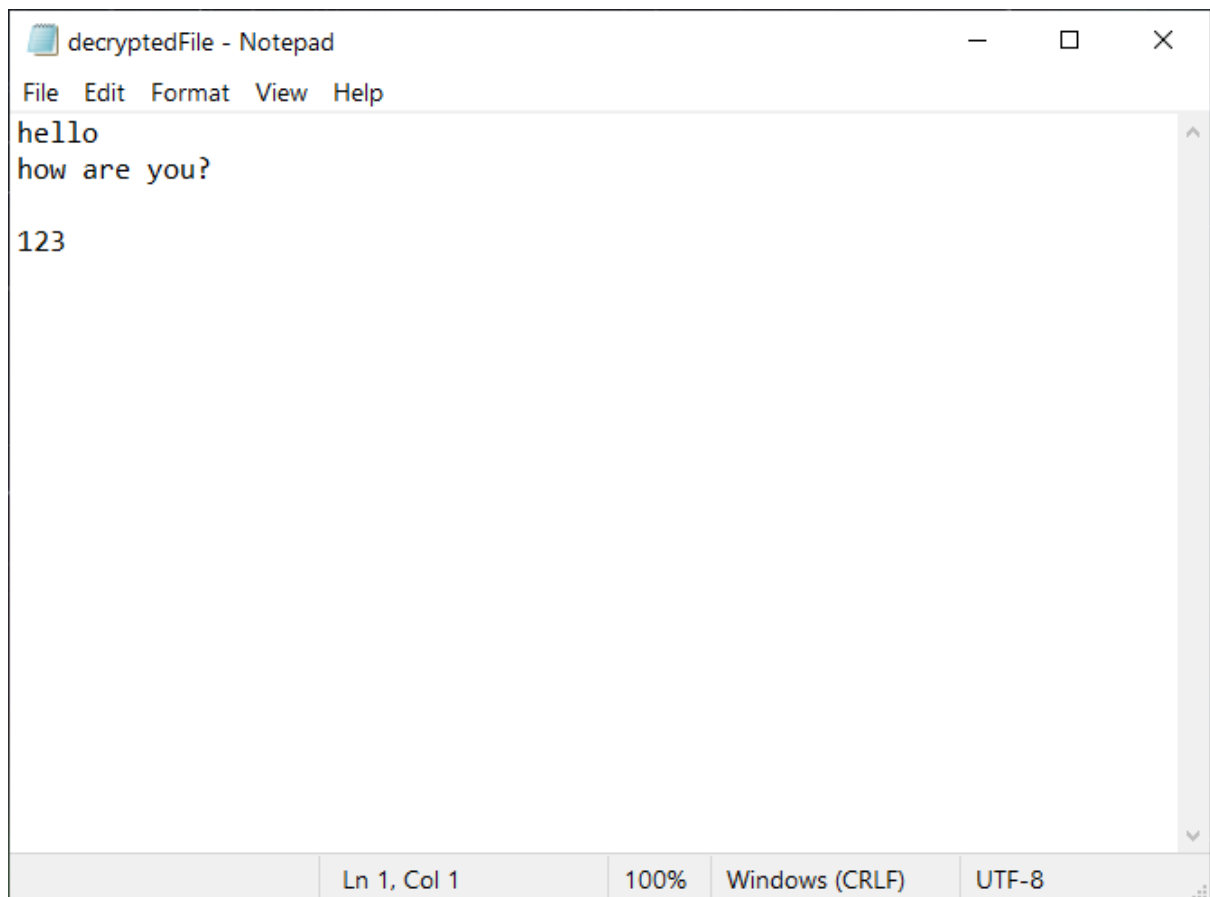 decryptedFile - Notepad
File Edit Format View Help
hello
how are you?
123
Ln 1, Col 1 100% Windows (CRLF) UTF-8